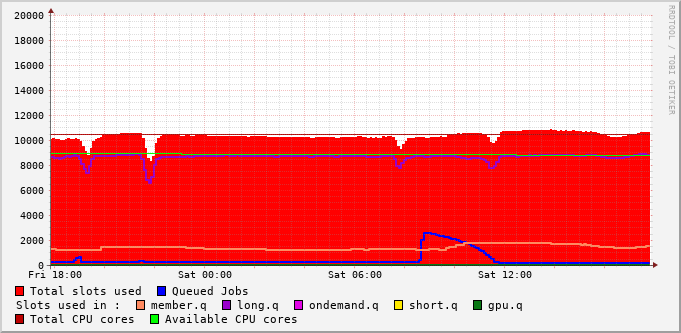 20000
18000
16000
14000
12000
10000
8000
6000
4000
2000
0
Fri 18:00 Sat 00:00 Sat 06:00 Sat 12:00
Total slots used Queued Jobs
Slots used in : member.q long.q ondemand.q short.q gpu.q
Total CPU cores Available CPU cores
RRDTOOL / TOBI OETIKER